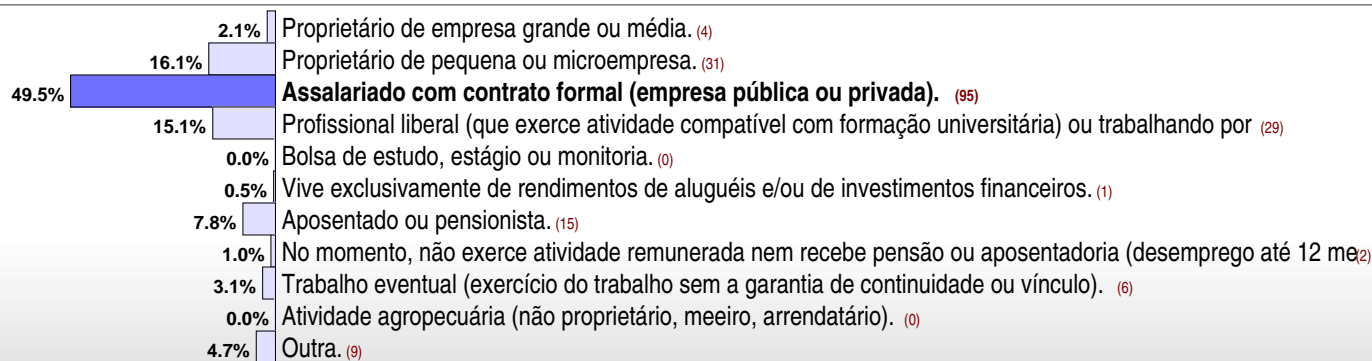 2.1% Proprietário de empresa grande ou média. (4)
16.1% Proprietário de pequena ou microempresa. (31)
49.5% Assalariado com contrato formal (empresa pública ou privada). (95)
15.1% Profissional liberal (que exerce atividade compatível com formação universitária) ou trabalhando por (29)
0.0% Bolsa de estudo, estágio ou monitoria. (0)
0.5% Vive exclusivamente de rendimentos de aluguéis e/ou de investimentos financeiros. (1)
7.8% Aposentado ou pensionista. (15)
1.0% No momento, não exerce atividade remunerada nem recebe pensão ou aposentadoria (desemprego até 12 me (2)
3.1% Trabalho eventual (exercício do trabalho sem a garantia de continuidade ou vínculo). (6)
0.0% Atividade agropecuária (não proprietário, meeiro, arrendatário). (0)
4.7% Outra. (9)